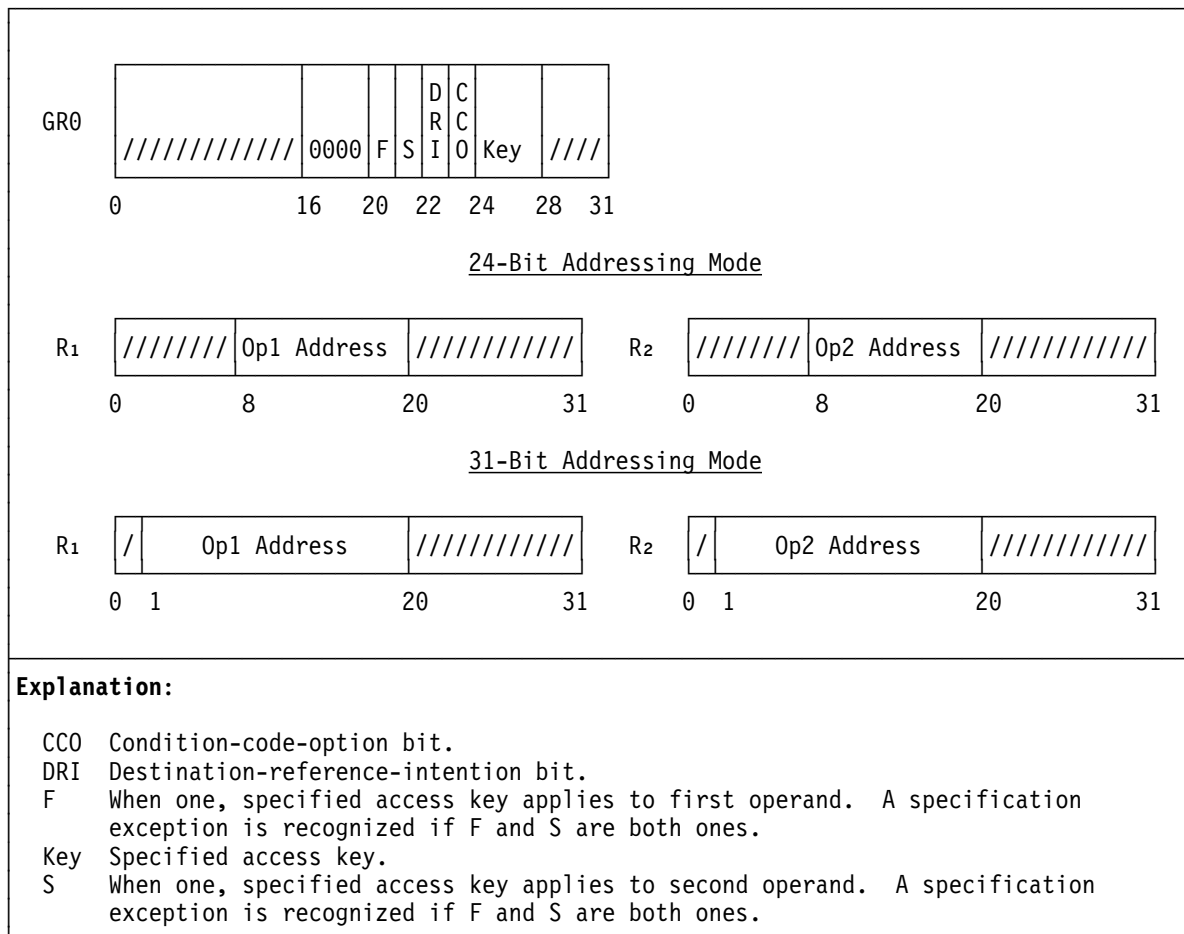 D C
GR0 R C
///////////// 0000 F S I O Key ////
0 16 20 22 24 28 31
24-Bit Addressing Mode
R₁ //////// Op1 Address //////////// R₂ //////// Op2 Address ////////////
0 8 20 31 0 8 20 31
31-Bit Addressing Mode
R₁ / Op1 Address //////////// R₂ / Op2 Address ////////////
0 1 20 31 0 1 20 31
Explanation:
CCO Condition-code-option bit.
DRI Destination-reference-intention bit.
F When one, specified access key applies to first operand. A specification
exception is recognized if F and S are both ones.
Key Specified access key.
S When one, specified access key applies to second operand. A specification
exception is recognized if F and S are both ones.